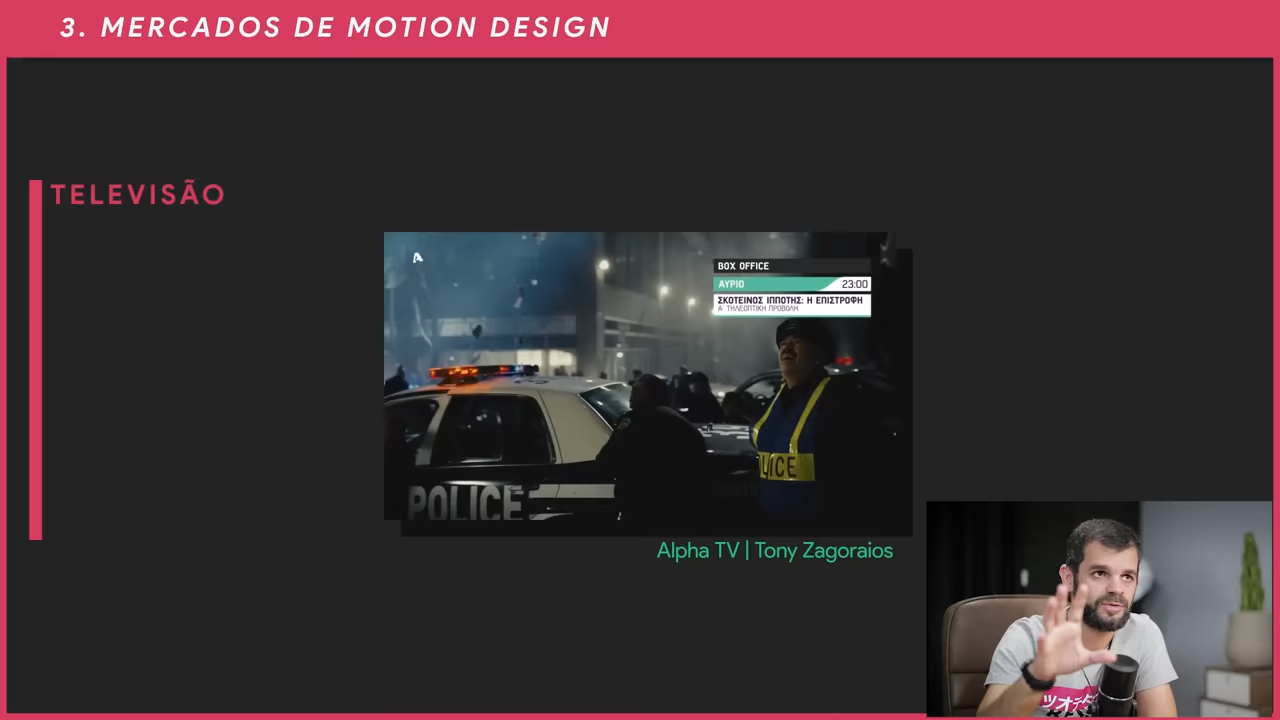 3. MERCADOS DE MOTION DESIGN
TELEVISÃO
BOX OFFICE
ΑΥΡΙΟ 23:00
ΣΚΟΤΕΙΝΟΣ ΙΠΠΟΤΗΣ: Η ΕΠΙΣΤΡΟΦΗ
Α' ΤΗΛΕΟΠΤΙΚΗ ΠΡΟΒΟΛΗ
LICE
POLICE
Alpha TV | Tony Zagoraios